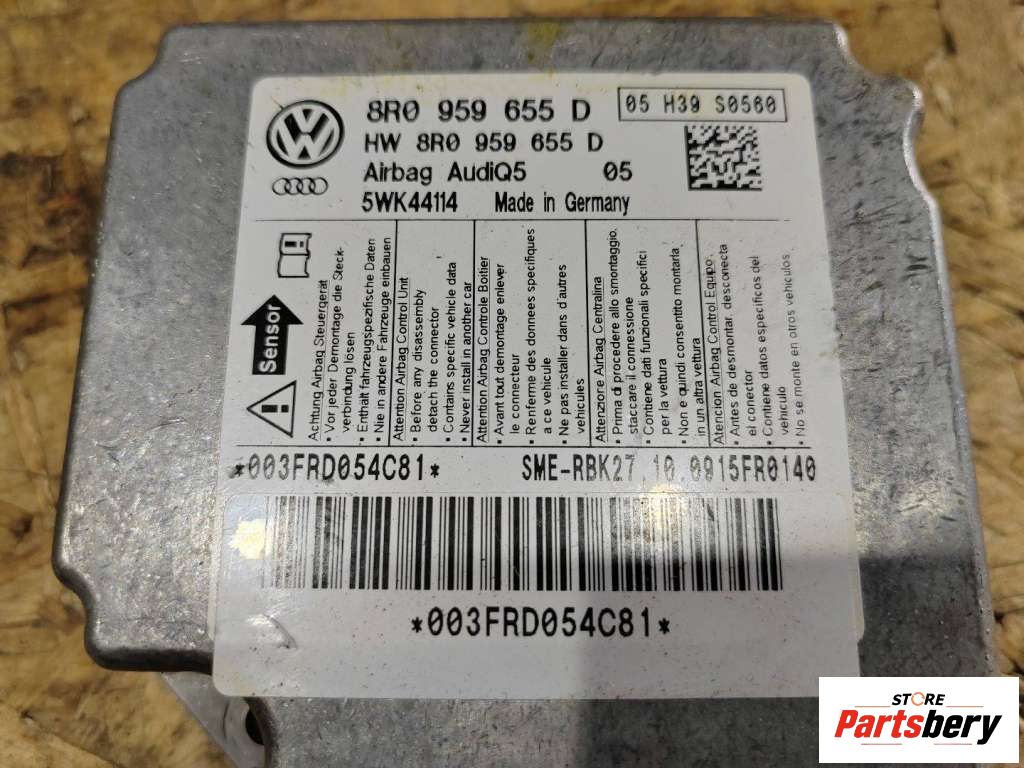 8R0 959 655 D
05 H39 S0560
HW 8R0 959 655 D
Airbag AudiQ5 05
5WK44114 Made in Germany
Sensor
Achtung Airbag Steuergerät
• Vor jeder Demontage die Steck-
verbindung lösen
• Enthält fahrzeugspezifische Daten
• Nie in andere Fahrzeuge einbauen
Attention Airbag Control Unit
• Before any disassembly
detach the connector
• Contains specific vehicle data
• Never install in another car
Attention Airbag Controle Boitier
• Avant tout demontage enlever
le connecteur
• Renferme des donnees specifiques
a ce vehicule
• Ne pas installer dans d'autres
vehicules
Attenzione Airbag Centralina
• Prima di procedere allo smontaggio,
staccare il connessione
• Contiene dati funzionali specifici
per la vettura
• Non e quindi consentito montarla
in un altra vettura
Atencion Airbag Control Equipo
• Antes de desmontar, desconecta
el conector
• Contiene datos especificos del
vehiculo
• No se monte en otros vehiculos
*003FRD054C81* SME-RBK27.10.0915FR0140
*003FRD054C81*
STORE
Partsbery